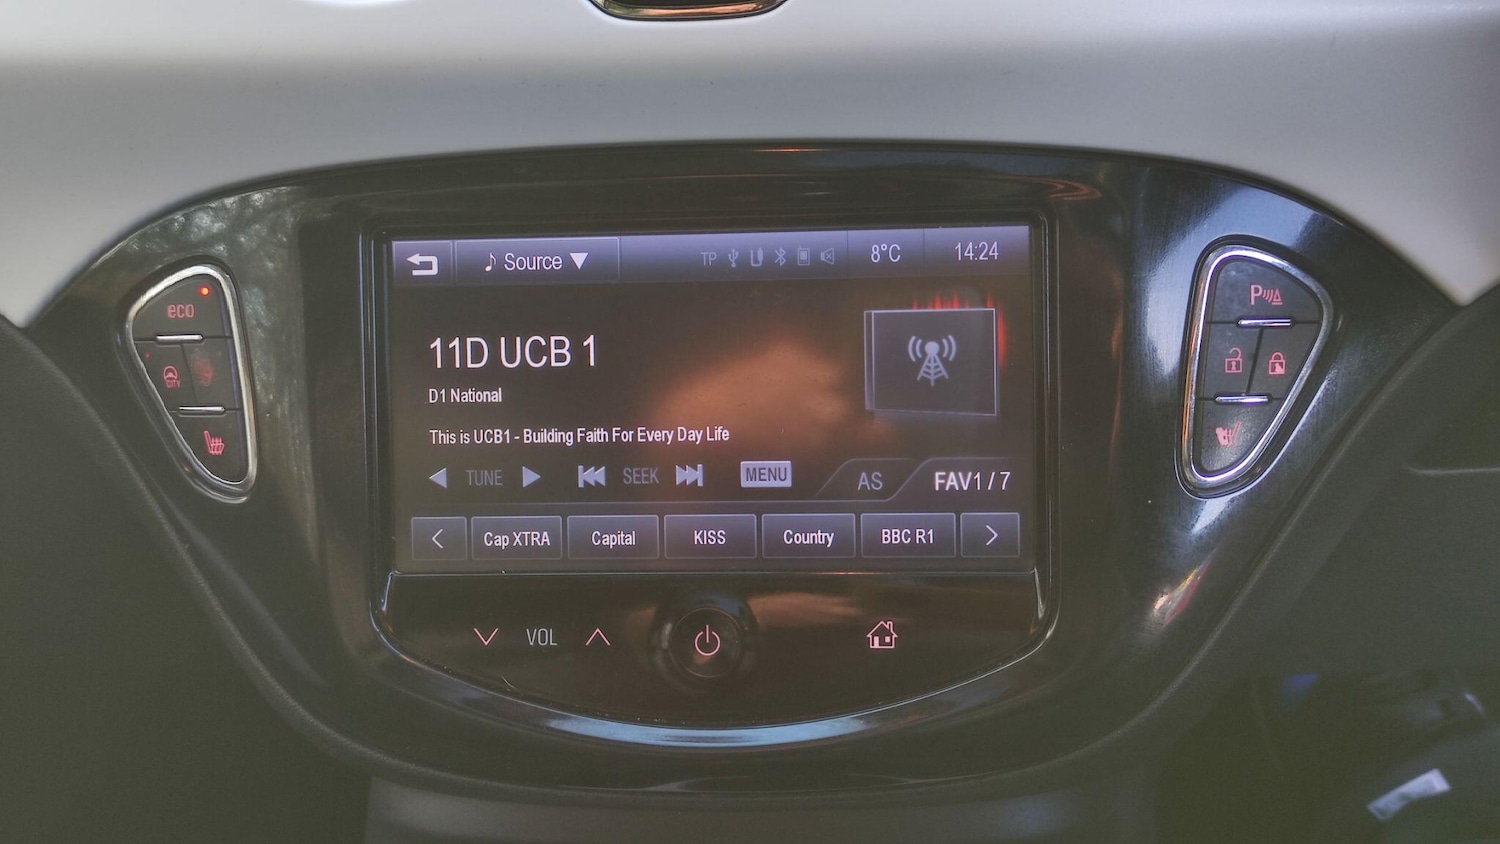 Source
TP
8°C
14:24
eco
P
CITY
11D UCB 1
D1 National
This is UCB1 - Building Faith For Every Day Life
TUNE
SEEK
MENU
AS
FAV1 / 7
Cap XTRA
Capital
KISS
Country
BBC R1
VOL